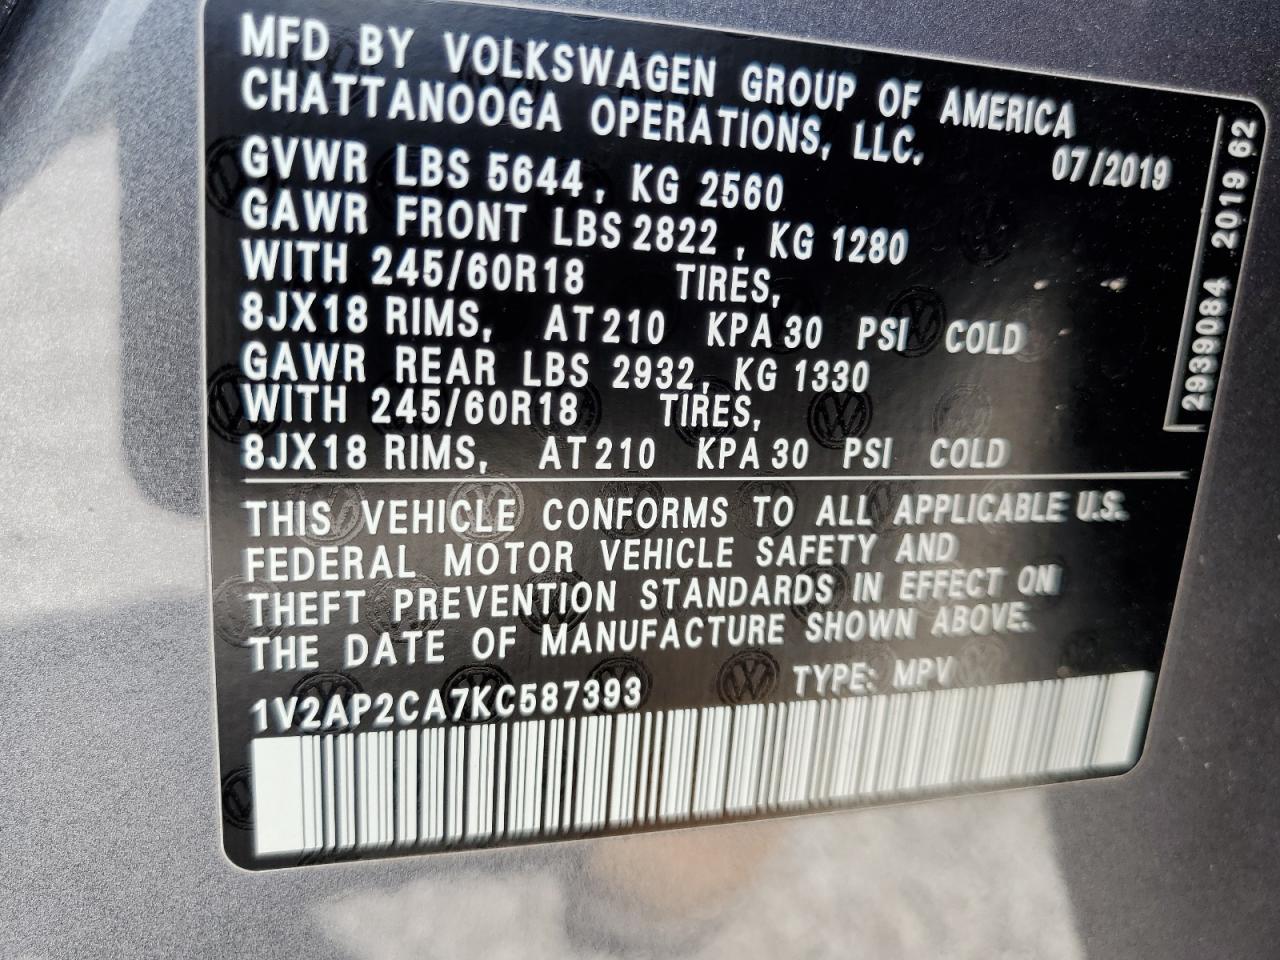 MFD BY VOLKSWAGEN GROUP OF AMERICA
CHATTANOOGA OPERATIONS, LLC.
07/2019
GVWR LBS 5644, KG 2560
GAWR FRONT LBS 2822, KG 1280
WITH 245/60R18 TIRES,
8JX18 RIMS, AT 210 KPA 30 PSI COLD
GAWR REAR LBS 2932, KG 1330
WITH 245/60R18 TIRES,
8JX18 RIMS, AT 210 KPA 30 PSI COLD
THIS VEHICLE CONFORMS TO ALL APPLICABLE U.S.
FEDERAL MOTOR VEHICLE SAFETY AND
THEFT PREVENTION STANDARDS IN EFFECT ON
THE DATE OF MANUFACTURE SHOWN ABOVE.
1V2AP2CA7KC587393 TYPE: MPV
2939084 2019 62